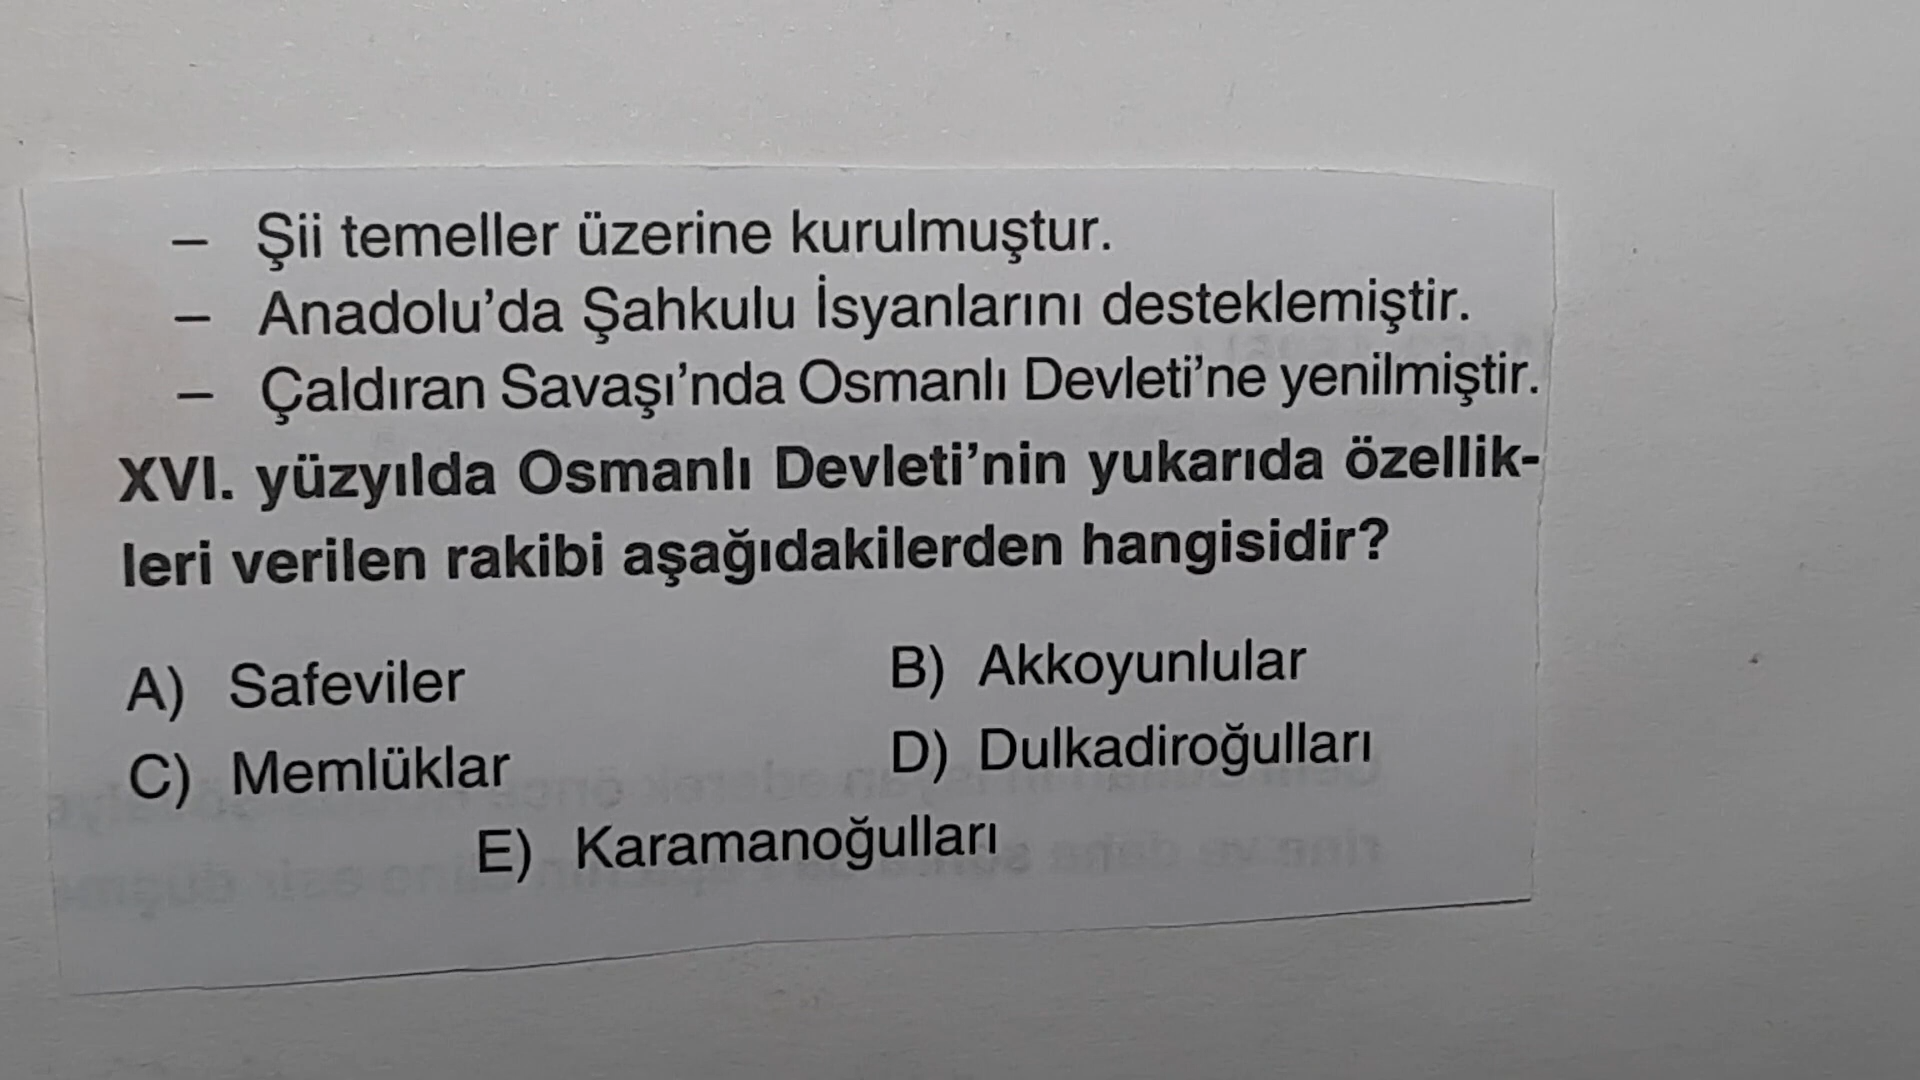 – Şii temeller üzerine kurulmuştur.
– Anadolu'da Şahkulu İsyanlarını desteklemiştir.
– Çaldıran Savaşı'nda Osmanlı Devleti'ne yenilmiştir.
XVI. yüzyılda Osmanlı Devleti'nin yukarıda özellik-
leri verilen rakibi aşağıdakilerden hangisidir?
A) Safeviler B) Akkoyunlular
C) Memlüklar D) Dulkadiroğulları
E) Karamanoğulları